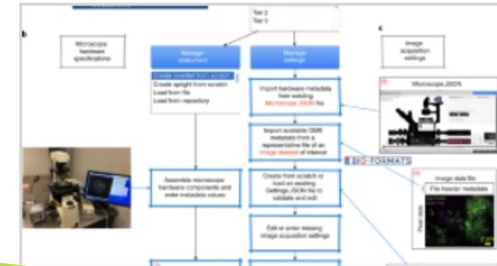 Tier 2
Tier 3
b
c
Microscope
hardware
specifications
Manage
instrument
Manage
settings
Image
acquisition
settings
Create inverted from scratch
Create upright from scratch
Load from file
Load from repository
Import hardware metadata
from existing
Microscope.JSON file
Microscope.JSON
Import available OME
metadata from a
representative file of an
image dataset of interest
BIO-FORMATS
Assemble microscope
hardware components and
enter metadata values
Create from scratch or
load an existing
Settings.JSON file to
validate and edit
Image data file
File header metadata
Pixel data
Edit or enter missing
image acquisition settings